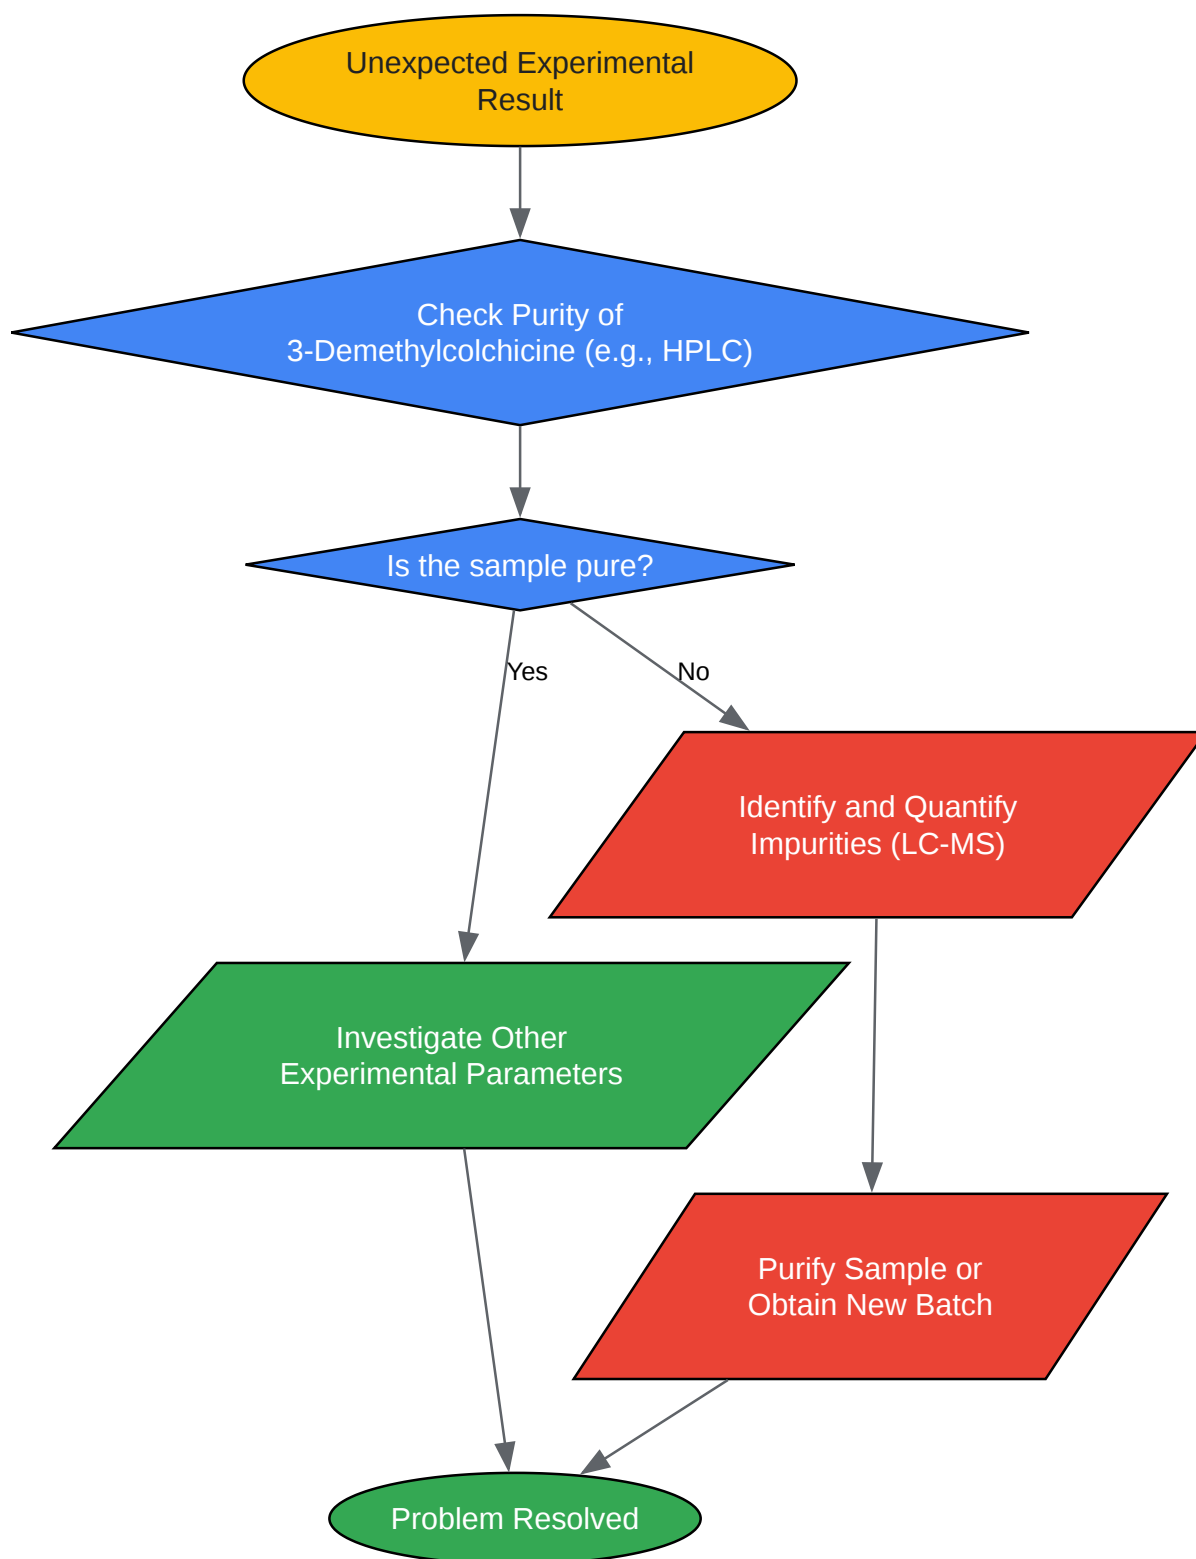 Unexpected Experimental
Result
Check Purity of
3-Demethylcolchicine (e.g., HPLC)
Is the sample pure?
Yes
No
Identify and Quantify
Impurities (LC-MS)
Investigate Other
Experimental Parameters
Purify Sample or
Obtain New Batch
Problem Resolved